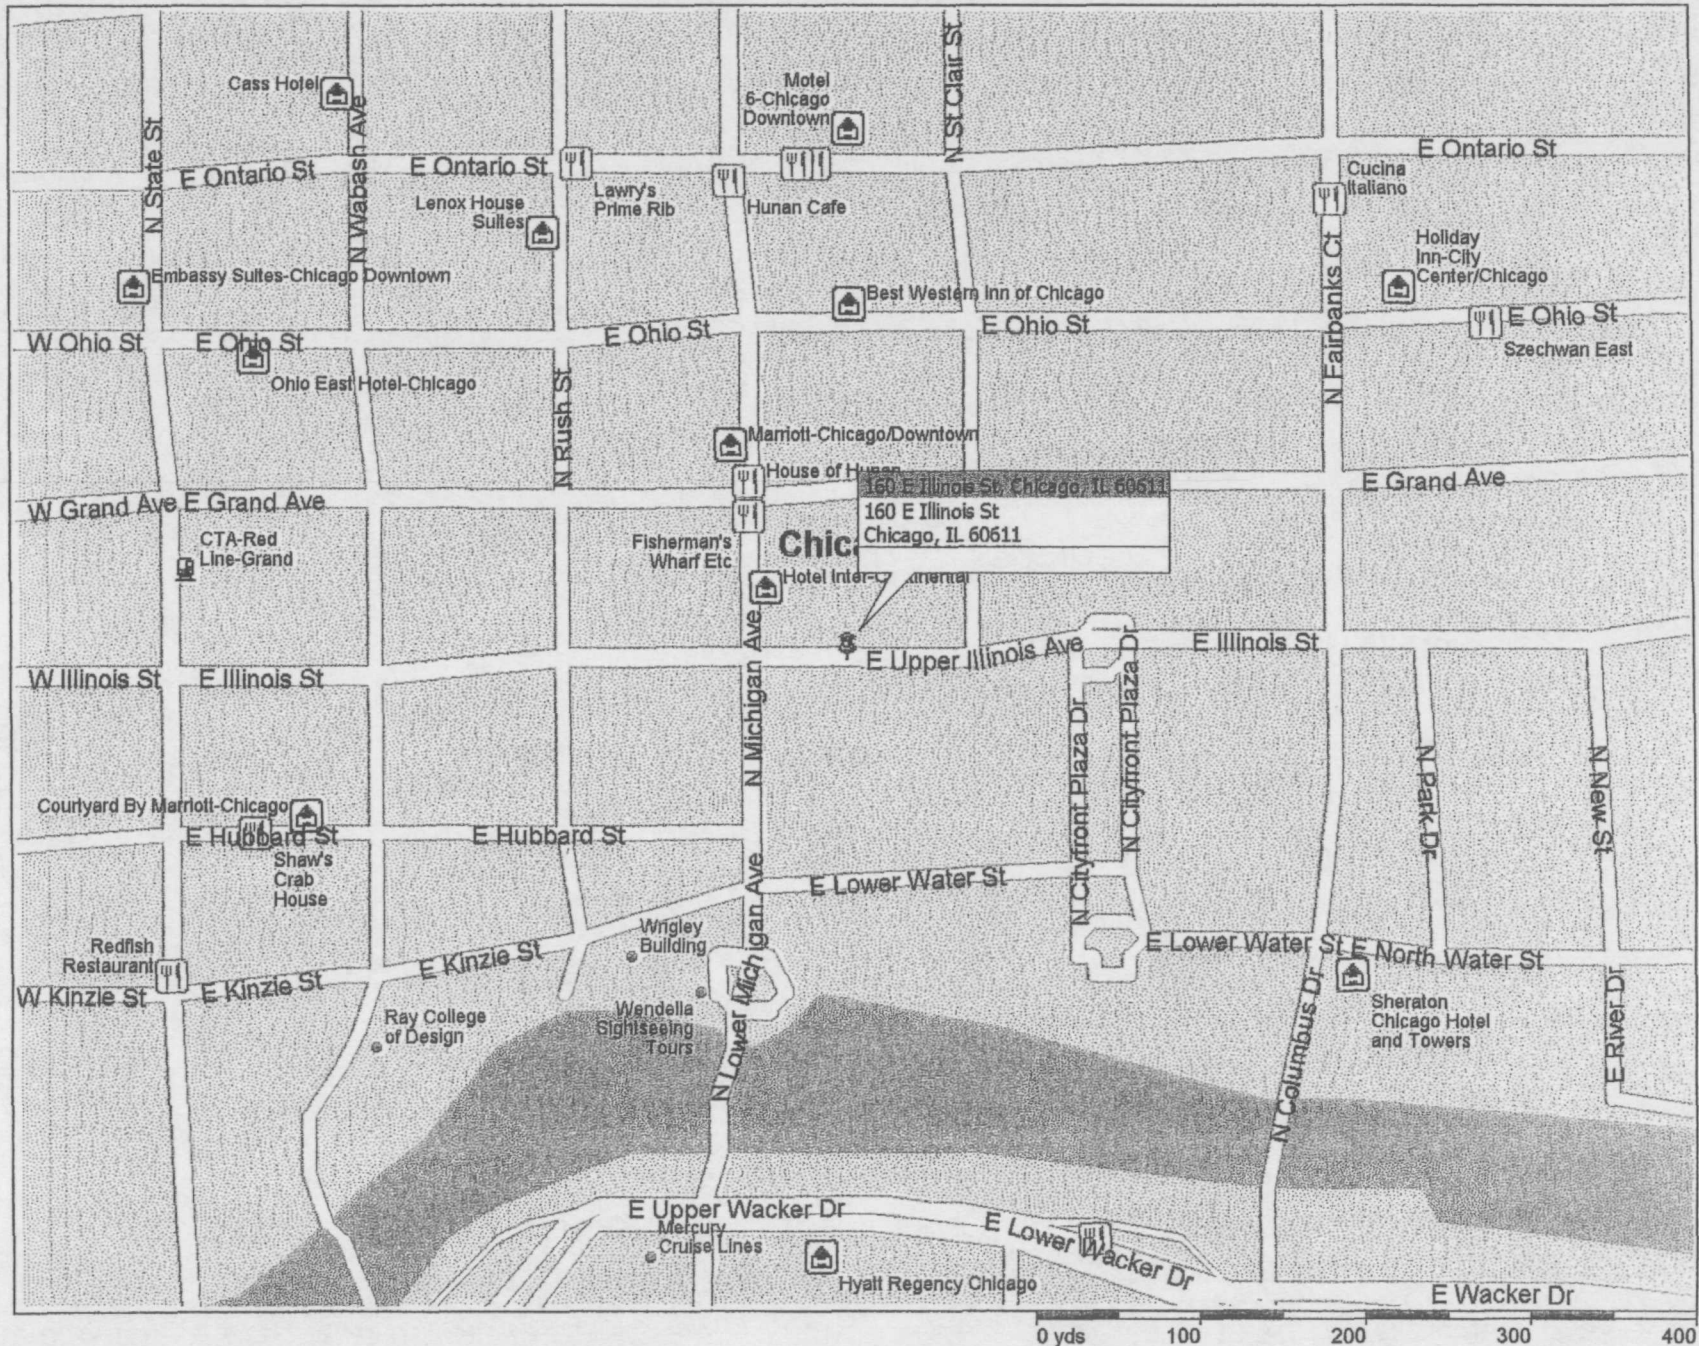 Cass Hotel
Motel
6-Chicago
Downtown
N St Clair St
N State St
N Wabash Ave
E Ontario St
E Ontario St
E Ontario St
Lawry's
Prime Rib
Hunan Cafe
Cucina
Italiano
Lenox House
Suites
Holiday
Inn-City
Center/Chicago
Embassy Suites-Chicago Downtown
Best Western Inn of Chicago
N Fairbanks Ct
W Ohio St
E Ohio St
E Ohio St
E Ohio St
E Ohio St
Szechwan East
Ohio East Hotel-Chicago
N Rush St
Marriott-Chicago/Downtown
House of Hunan
160 E Illinois St, Chicago, IL 60611
160 E Illinois St
Chicago, IL 60611
W Grand Ave
E Grand Ave
E Grand Ave
CTA-Red
Line-Grand
Fisherman's
Wharf Etc
Hotel Inter-Continental
W Illinois St
E Illinois St
E Upper Illinois Ave
E Illinois St
N Michigan Ave
N Cityfront Plaza Dr
N Cityfront Plaza Dr
N Park Dr
N New St
Courtyard By Marriott-Chicago
E Hubbard St
E Hubbard St
Shaw's
Crab
House
E Lower Water St
Wrigley
Building
Redfish
Restaurant
W Kinzie St
E Kinzie St
E Kinzie St
N Lower Michigan Ave
E Lower Water St
E North Water St
Ray College
of Design
Wendella
Sightseeing
Tours
Sheraton
Chicago Hotel
and Towers
N Columbus Dr
E River Dr
E Upper Wacker Dr
Mercury
Cruise Lines
E Lower Wacker Dr
Hyatt Regency Chicago
E Wacker Dr
0 yds 100 200 300 400